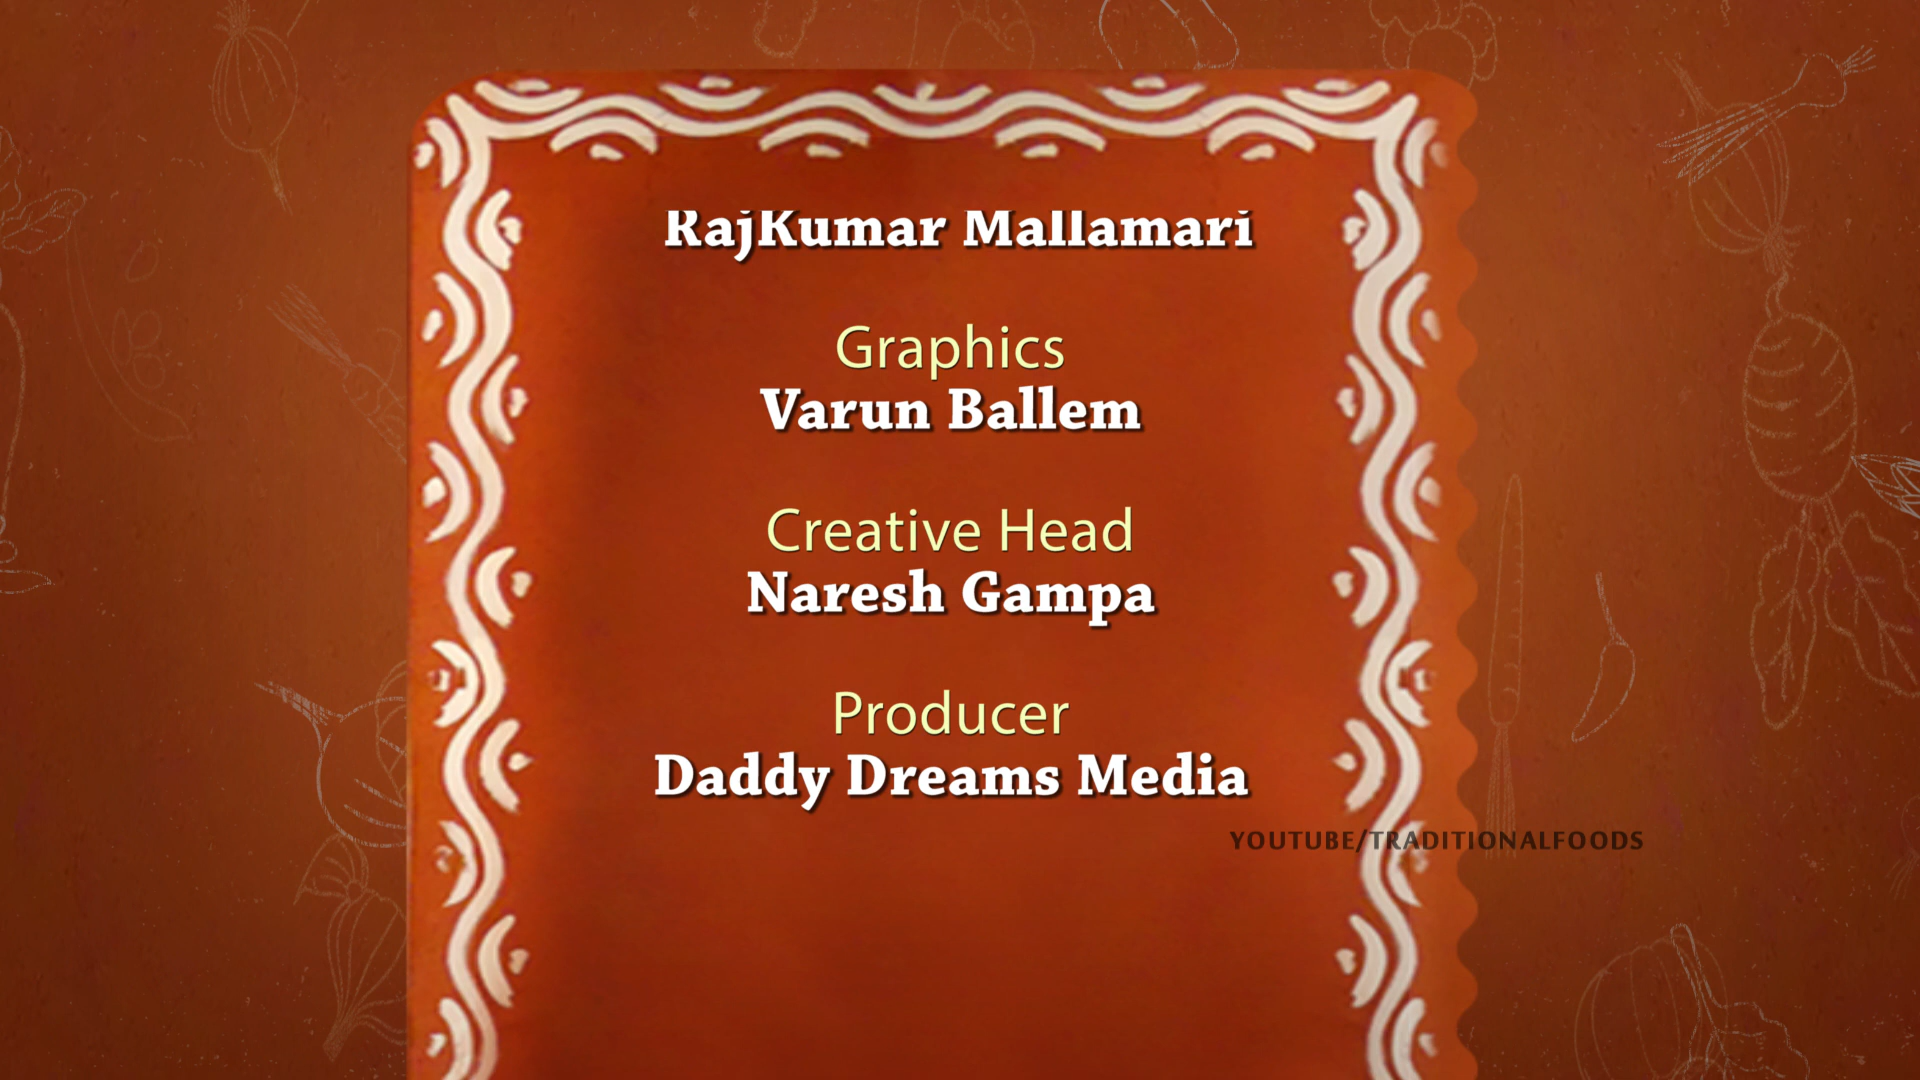 RajKumar Mallamari
Graphics
Varun Ballem
Creative Head
Naresh Gampa
Producer
Daddy Dreams Media
YOUTUBE/TRADITIONALFOODS